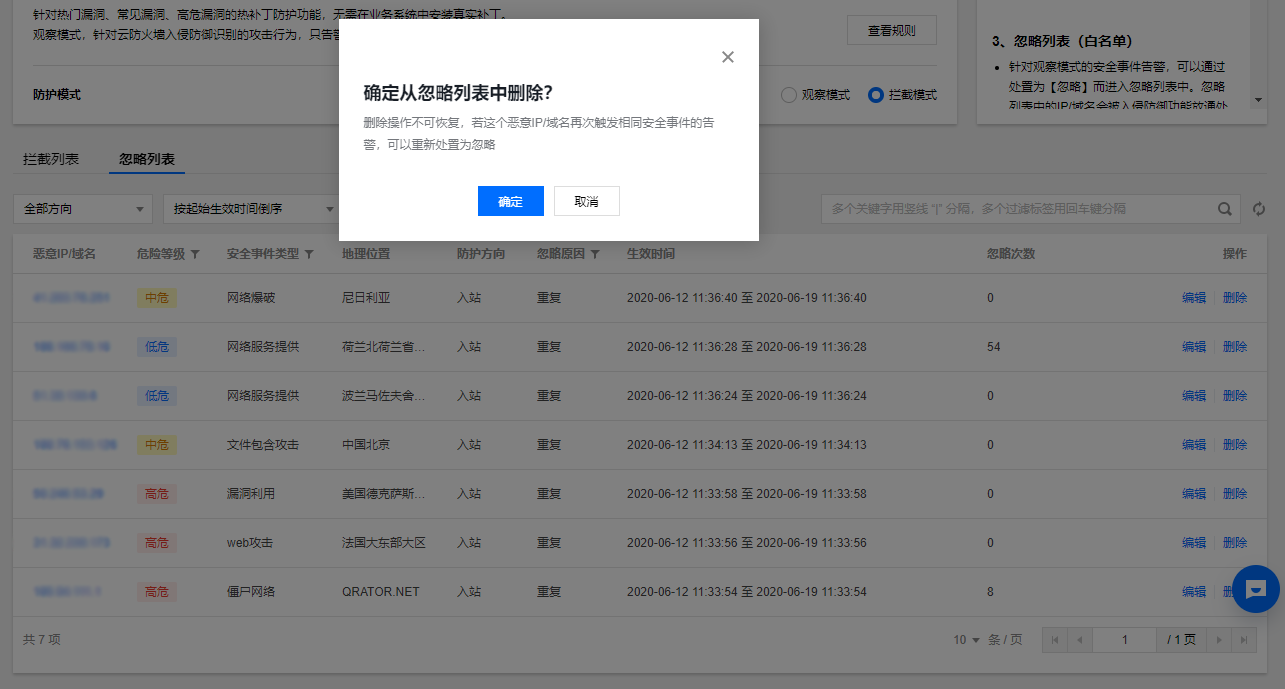 针对热门漏洞、常见漏洞、高危漏洞的热补丁防护功能，无需在业务系统中安装真实补丁。
观察模式，针对云防火墙入侵防御识别的攻击行为，只告
查看规则
防护模式
观察模式
拦截模式
3、忽略列表（白名单）
针对观察模式的安全事件告警，可以通过
处置为【忽略】而进入忽略列表中。忽略
列表中的IP/域名会被入侵防御功能放通处
确定从忽略列表中删除？
删除操作不可恢复，若这个恶意IP/域名再次触发相同安全事件的告
警，可以重新处置为忽略
确定 取消
拦截列表 忽略列表
全部方向 按起始生效时间倒序 多个关键字用竖线 "|" 分隔，多个过滤标签用回车键分隔
恶意IP/域名 危险等级 安全事件类型 地理位置 防护方向 忽略原因 生效时间 忽略次数 操作
中危 网络爆破 尼日利亚 入站 重复 2020-06-12 11:36:40 至 2020-06-19 11:36:40 0 编辑 删除
低危 网络服务提供 荷兰北荷兰省... 入站 重复 2020-06-12 11:36:28 至 2020-06-19 11:36:28 54 编辑 删除
低危 网络服务提供 波兰马佐夫舍... 入站 重复 2020-06-12 11:36:24 至 2020-06-19 11:36:24 0 编辑 删除
中危 文件包含攻击 中国北京 入站 重复 2020-06-12 11:34:13 至 2020-06-19 11:34:13 0 编辑 删除
高危 漏洞利用 美国德克萨斯... 入站 重复 2020-06-12 11:33:58 至 2020-06-19 11:33:58 0 编辑 删除
高危 web攻击 法国大东部大区 入站 重复 2020-06-12 11:33:56 至 2020-06-19 11:33:56 0 编辑 删除
高危 僵尸网络 QRATOR.NET 入站 重复 2020-06-12 11:33:54 至 2020-06-19 11:33:54 8 编辑
共 7 项 10 条 / 页 1 / 1 页